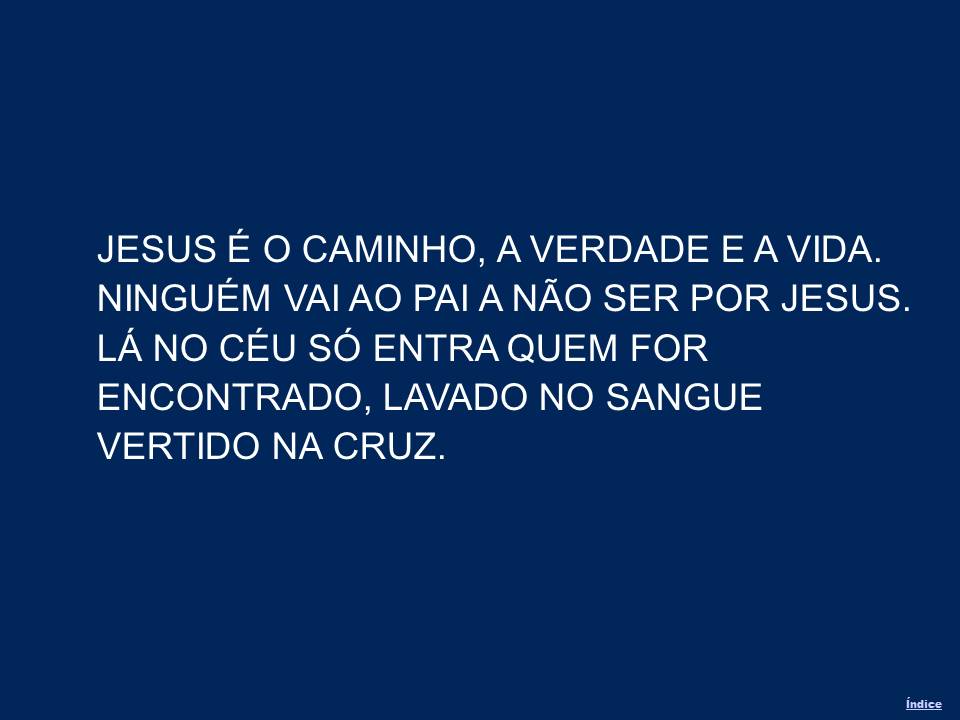 JESUS É O CAMINHO, A VERDADE E A VIDA.
NINGUÉM VAI AO PAI A NÃO SER POR JESUS.
LÁ NO CÉU SÓ ENTRA QUEM FOR
ENCONTRADO, LAVADO NO SANGUE
VERTIDO NA CRUZ.
Índice